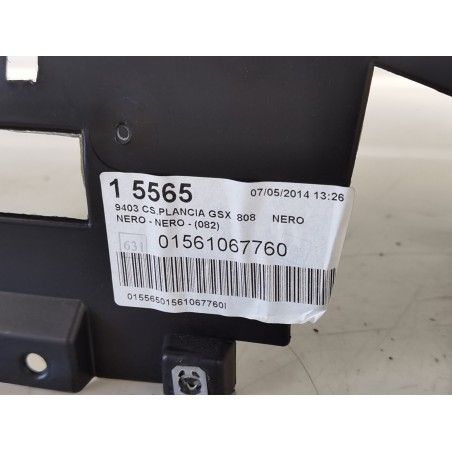 1 5565 07/05/2014 13:26
9403 CS.PLANCIA GSX 808 NERO
NERO - NERO - (082)
631 01561067760
01556501561067760I